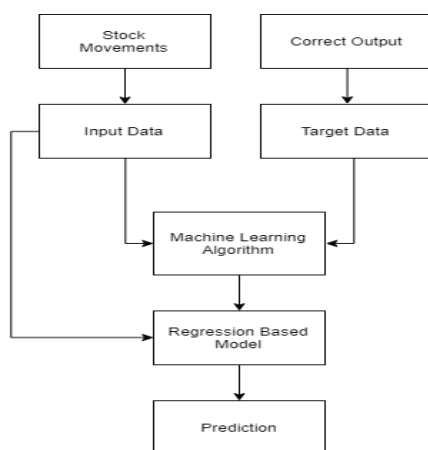 Stock
Movements
Correct Output
Input Data
Target Data
Machine Learning
Algorithm
Regression Based
Model
Prediction